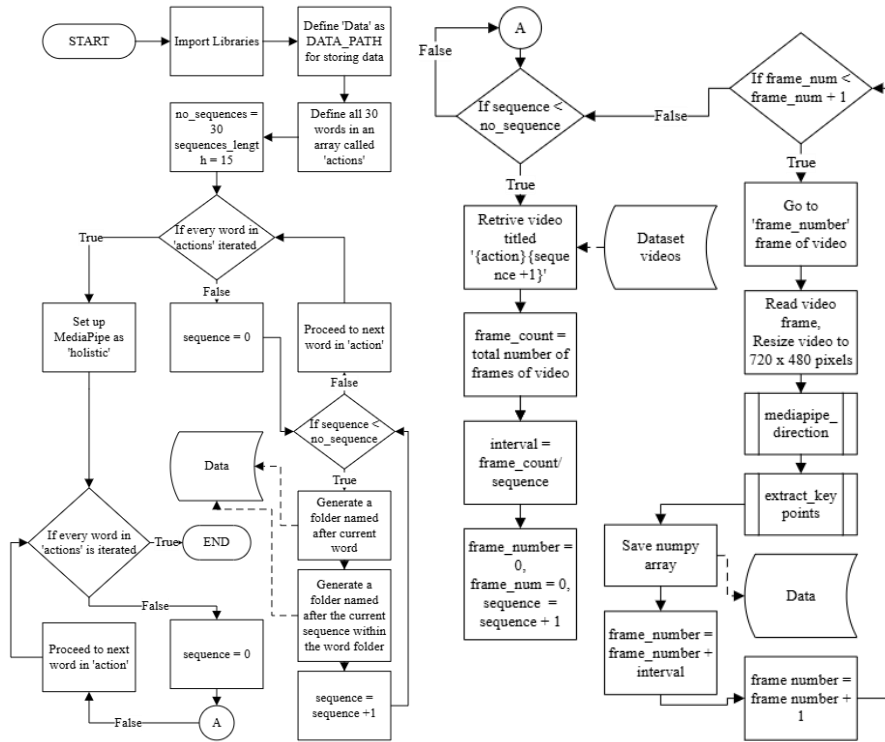 START
Import Libraries
Define 'Data' as
DATA_PATH
for storing data
no_sequences =
30
sequences_lengt
h = 15
Define all 30
words in an
array called
'actions'
If every word in
'actions' iterated
True
False
Set up
MediaPipe as
'holistic'
sequence = 0
Proceed to next
word in 'action'
False
If sequence <
no_sequence
True
Data
Generate a
folder named
after current
word
If every word in
'actions' is iterated
True
END
False
Generate a
folder named
after the current
sequence within
the word folder
Proceed to next
word in 'action'
sequence = 0
sequence =
sequence +1
False
A
A
False
If sequence <
no_sequence
True
Retrive video
titled
'{action}{seque
nce +1}'
Dataset
videos
frame_count =
total number of
frames of video
interval =
frame_count/
sequence
frame_number =
0,
frame_num = 0,
sequence =
sequence + 1
If frame_num <
frame_num + 1
False
True
Go to
'frame_number'
frame of video
Read video
frame,
Resize video to
720 x 480 pixels
mediapipe_
direction
extract_key
points
Save numpy
array
Data
frame_number =
frame_number +
interval
frame number =
frame number +
1